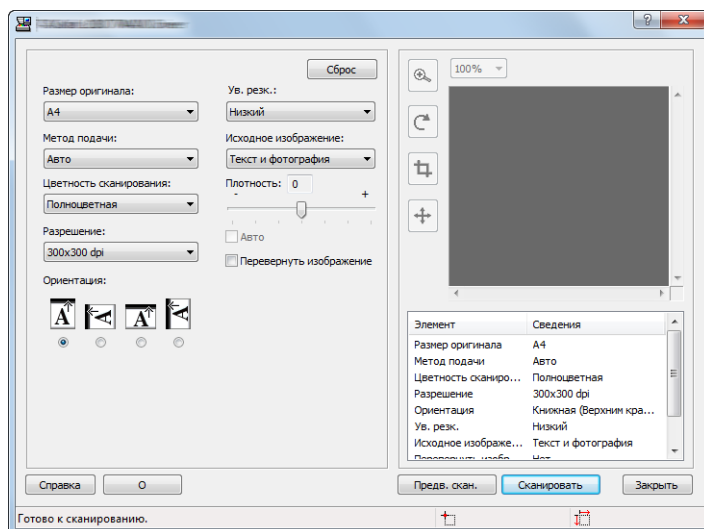 Сброс
Размер оригинала:
A4
Метод подачи:
Авто
Цветность сканирования:
Полноцветная
Разрешение:
300x300 dpi
Ориентация:
Ув. резк.:
Низкий
Исходное изображение:
Текст и фотография
Плотность: 0
- +
Авто
Перевернуть изображение
100%
Элемент Сведения
Размер оригинала A4
Метод подачи Авто
Цветность сканиро... Полноцветная
Разрешение 300x300 dpi
Ориентация Книжная (Верхним кра...
Ув. резк. Низкий
Исходное изображе... Текст и фотография
Перевернуть изобр... Нет
Справка О Предв. скан. Сканировать Закрыть
Готово к сканированию.